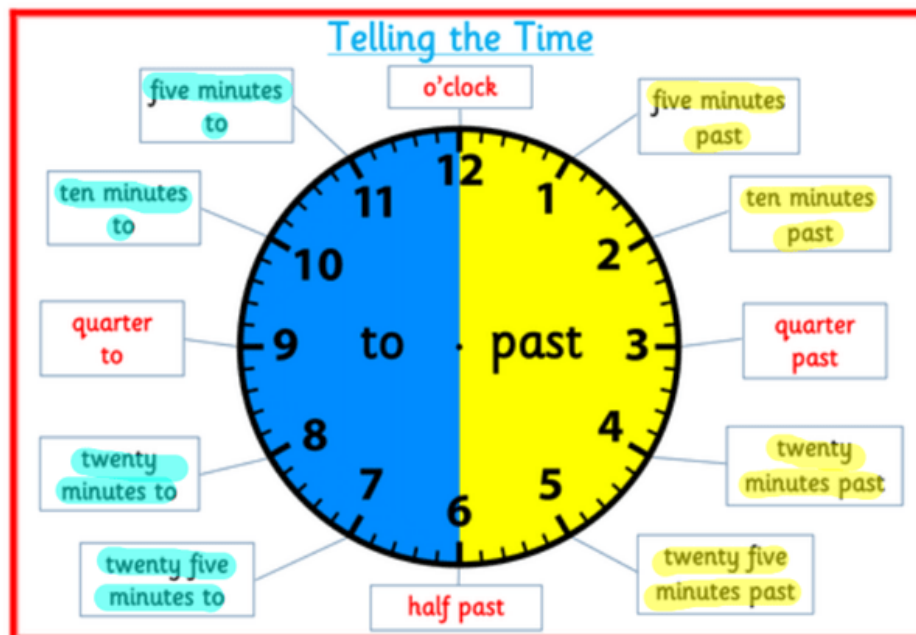 Telling the Time
o'clock
five minutes
to
five minutes
past
ten minutes
to
ten minutes
past
quarter
to
quarter
past
twenty
minutes to
twenty
minutes past
twenty five
minutes to
twenty five
minutes past
half past
12
1
2
3
4
5
6
7
8
9
10
11
to
past